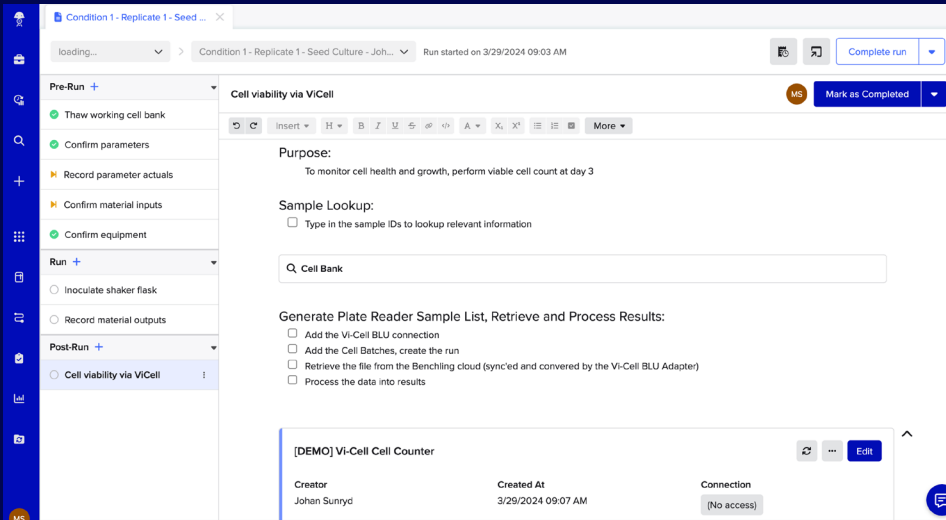 Condition 1 - Replicate 1 - Seed ...
loading...
Condition 1 - Replicate 1 - Seed Culture - Joh...
Run started on 3/29/2024 09:03 AM
Complete run
Pre-Run
Thaw working cell bank
Confirm parameters
Record parameter actuals
Confirm material inputs
Confirm equipment
Run
Inoculate shaker flask
Record material outputs
Post-Run
Cell viability via ViCell
Cell viability via ViCell
MS
Mark as Completed
Insert H B I U S A X₁ X¹ More
Purpose:
To monitor cell health and growth, perform viable cell count at day 3
Sample Lookup:
Type in the sample IDs to lookup relevant information
Cell Bank
Generate Plate Reader Sample List, Retrieve and Process Results:
Add the Vi-Cell BLU connection
Add the Cell Batches, create the run
Retrieve the file from the Benchling cloud (sync'ed and convered by the Vi-Cell BLU Adapter)
Process the data into results
[DEMO] Vi-Cell Cell Counter
Edit
Creator Created At Connection
Johan Sunryd 3/29/2024 09:07 AM (No access)
MS